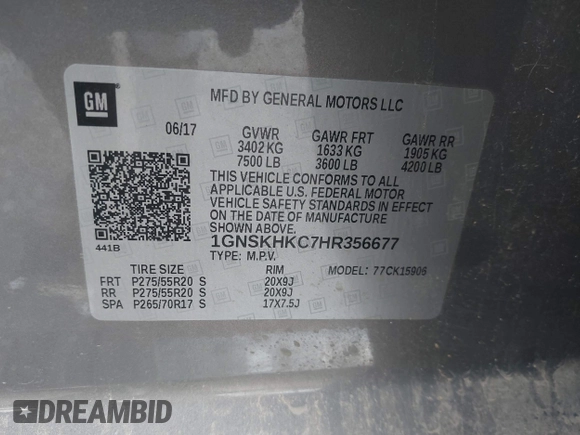 GM
MFD BY GENERAL MOTORS LLC
06/17 GVWR GAWR FRT GAWR RR
3402 KG 1633 KG 1905 KG
7500 LB 3600 LB 4200 LB
THIS VEHICLE CONFORMS TO ALL
APPLICABLE U.S. FEDERAL MOTOR
VEHICLE SAFETY STANDARDS IN EFFECT
ON THE DATE OF MANUFACTURE
SHOWN ABOVE.
441B
1GNSKHKC7HR356677
TYPE: M.P.V.
TIRE SIZE RIM MODEL: 77CK15906
FRT P275/55R20 S 20X9J
RR P275/55R20 S 20X9J
SPA P265/70R17 S 17X7.5J
DREAMBID